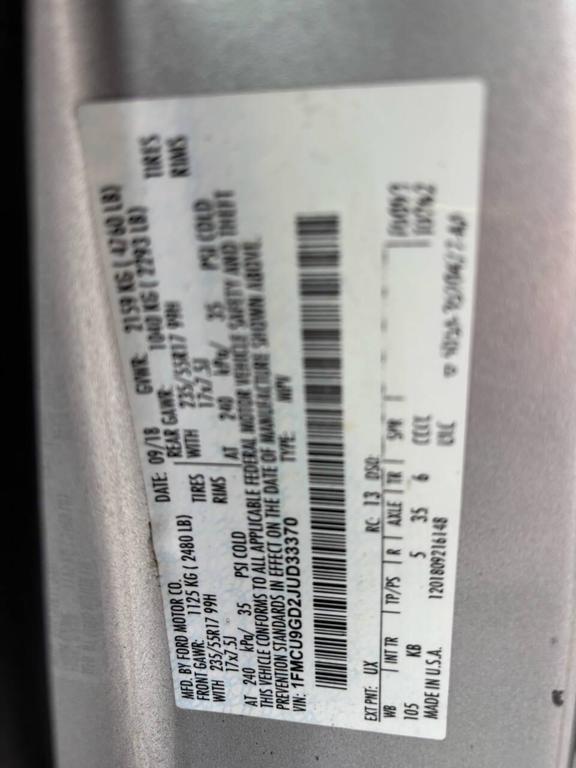 MFD. BY FORD MOTOR CO.
DATE: 09/18 GVWR: 2159 KG ( 4760 LB)
FRONT GAWR: 1125 KG ( 2480 LB)
REAR GAWR: 1040 KG ( 2293 LB)
WITH 235/55R17 99H TIRES
17x7.5J RIMS
WITH 235/55R17 99H TIRES
17x7.5J RIMS
AT 240 kPa/ 35 PSI COLD
AT 240 kPa/ 35 PSI COLD
THIS VEHICLE CONFORMS TO ALL APPLICABLE FEDERAL MOTOR VEHICLE SAFETY AND THEFT
PREVENTION STANDARDS IN EFFECT ON THE DATE OF MANUFACTURE SHOWN ABOVE.
VIN: 1FMCU9GD2JUD33370 TYPE: MPV
EXT PNT: UX RC: 13 DSO:
WB INT TR TP/PS R AXLE TR SPR
105 KB 5 35 6 CCCC
MADE IN U.S.A. 1201809216148